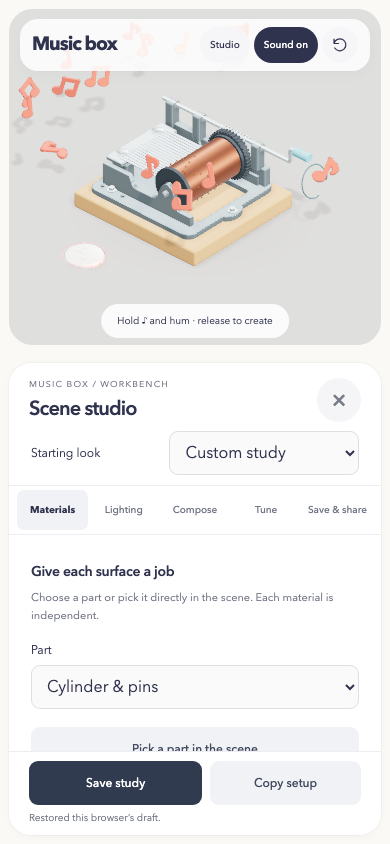 Music box
Studio
Sound on
Hold ♪ and hum · release to create
MUSIC BOX / WORKBENCH
Scene studio
Starting look
Custom study
Materials
Lighting
Compose
Tune
Save & share
Give each surface a job
Choose a part or pick it directly in the scene. Each material is
independent.
Part
Cylinder & pins
Pick a part in the scene
Save study
Copy setup
Restored this browser's draft.